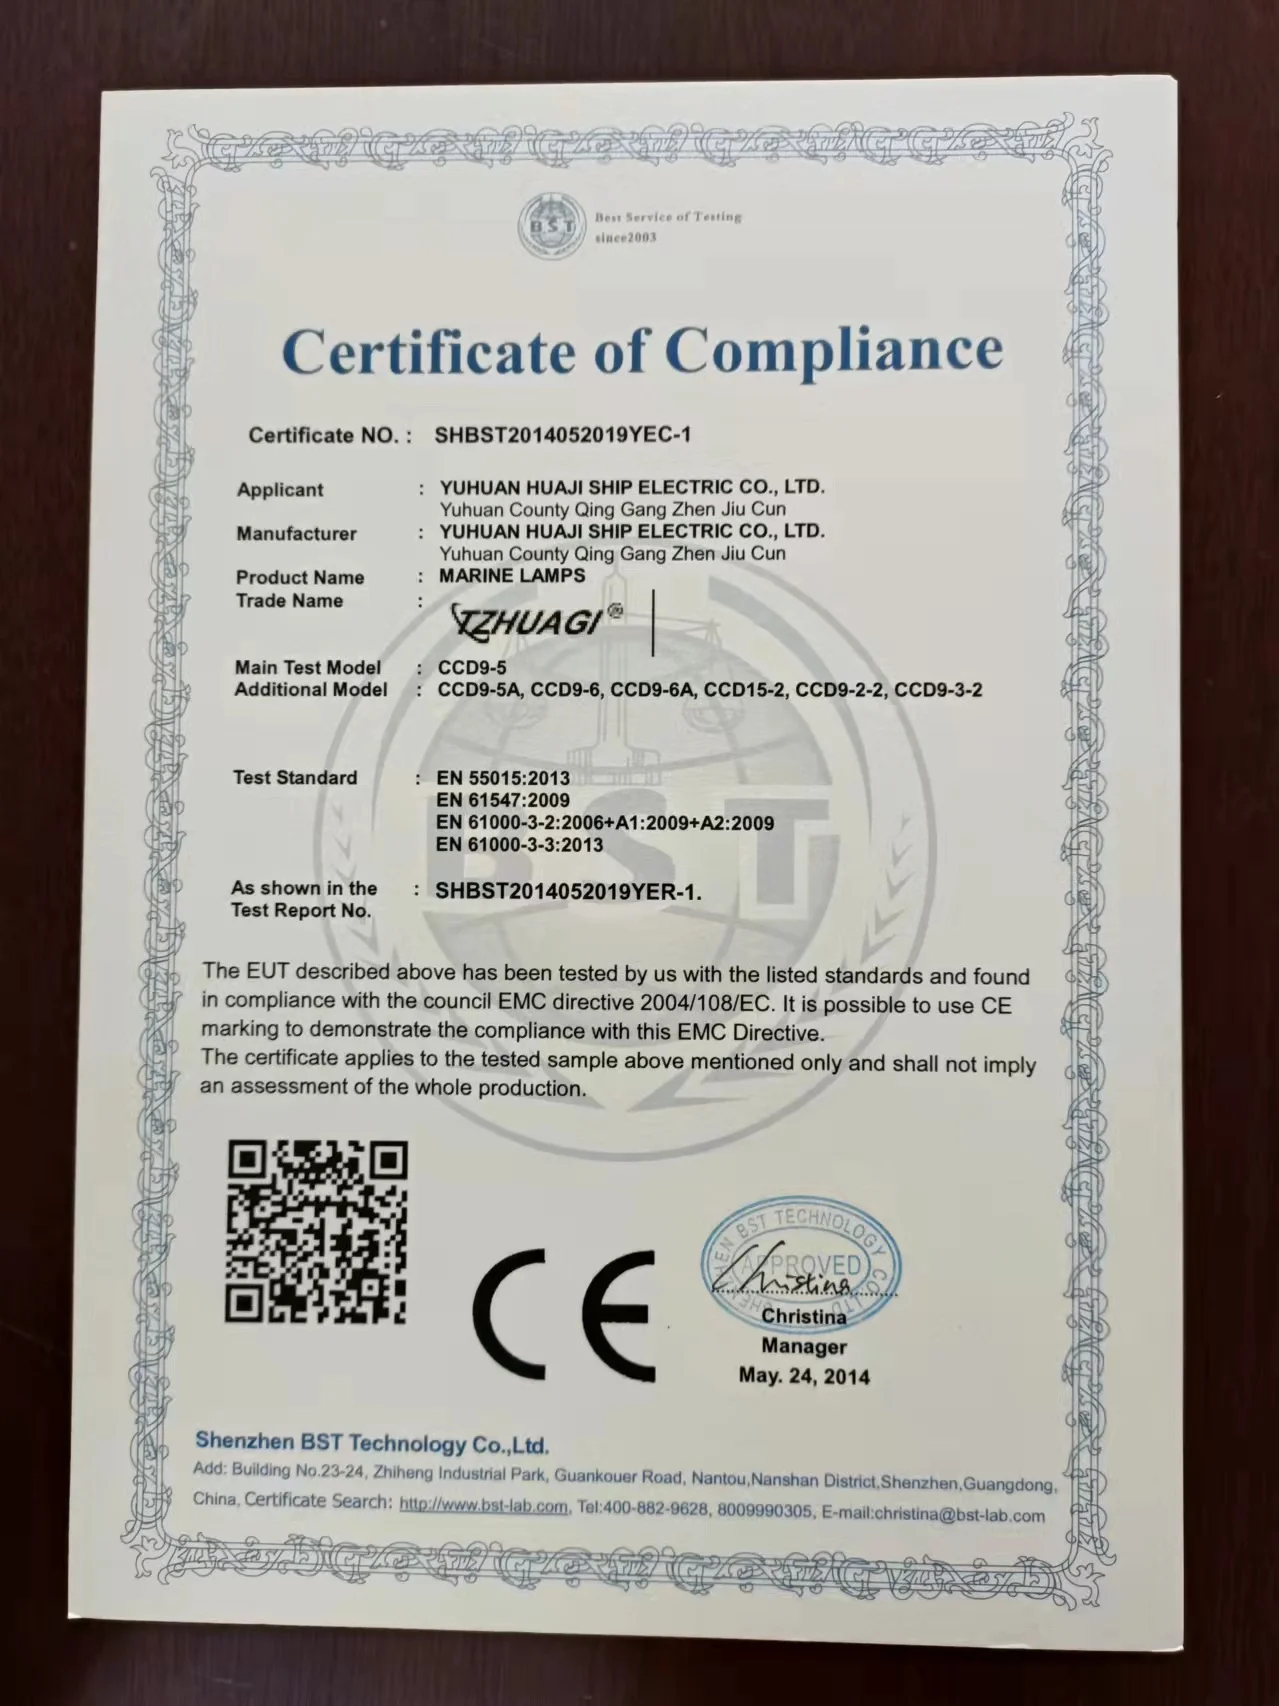 BST
Best Service of Testing
since2003
Certificate of Compliance
Certificate NO. : SHBST2014052019YEC-1
Applicant : YUHUAN HUAJI SHIP ELECTRIC CO., LTD.
Yuhuan County Qing Gang Zhen Jiu Cun
Manufacturer : YUHUAN HUAJI SHIP ELECTRIC CO., LTD.
Yuhuan County Qing Gang Zhen Jiu Cun
Product Name : MARINE LAMPS
Trade Name : TZHUAGI®
Main Test Model : CCD9-5
Additional Model : CCD9-5A, CCD9-6, CCD9-6A, CCD15-2, CCD9-2-2, CCD9-3-2
Test Standard : EN 55015:2013
EN 61547:2009
EN 61000-3-2:2006+A1:2009+A2:2009
EN 61000-3-3:2013
BST
As shown in the : SHBST2014052019YER-1.
Test Report No.
The EUT described above has been tested by us with the listed standards and found
in compliance with the council EMC directive 2004/108/EC. It is possible to use CE
marking to demonstrate the compliance with this EMC Directive.
The certificate applies to the tested sample above mentioned only and shall not imply
an assessment of the whole production.
CE
SHENZHEN BST TECHNOLOGY CO., LTD
APPROVED
Christina
Christina
Manager
May. 24, 2014
Shenzhen BST Technology Co.,Ltd.
Add: Building No.23-24, Zhiheng Industrial Park, Guankouer Road, Nantou,Nanshan District,Shenzhen,Guangdong,
China, Certificate Search: http://www.bst-lab.com, Tel:400-882-9628, 8009990305, E-mail:christina@bst-lab.com